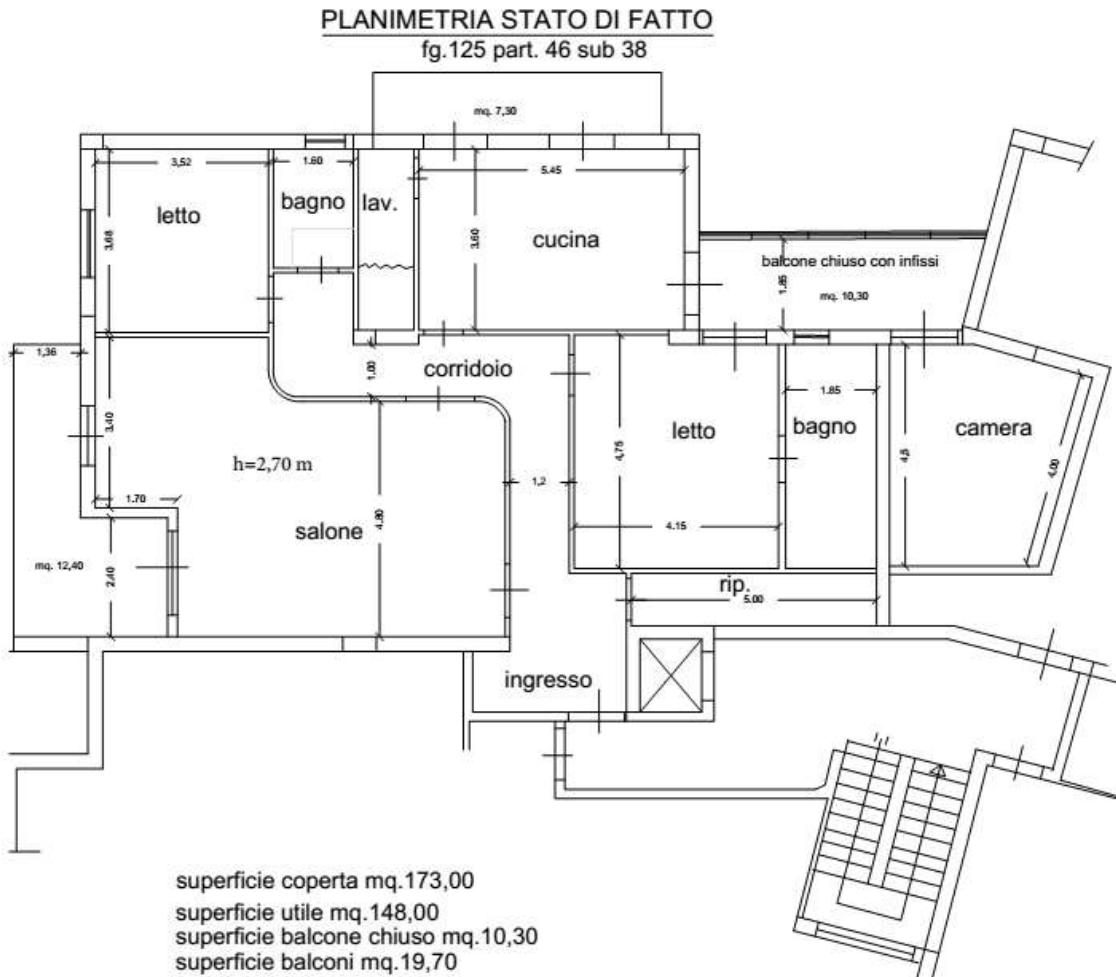 PLANIMETRIA STATO DI FATTO
fg.125 part. 46 sub 38
mq. 7,30
3,52
1.60
5.45
letto
bagno
lav.
cucina
3,68
3.60
balcone chiuso con infissi
1.85
mq. 10,30
1,36
1,00
corridoio
1.85
3.40
letto
bagno
camera
h=2,70 m
4,75
4,5
4,00
1.70
1,2
salone
4.80
4.15
mq. 12,40
2,40
rip.
5.00
ingresso
superficie coperta mq.173,00
superficie utile mq.148,00
superficie balcone chiuso mq.10,30
superficie balconi mq.19,70